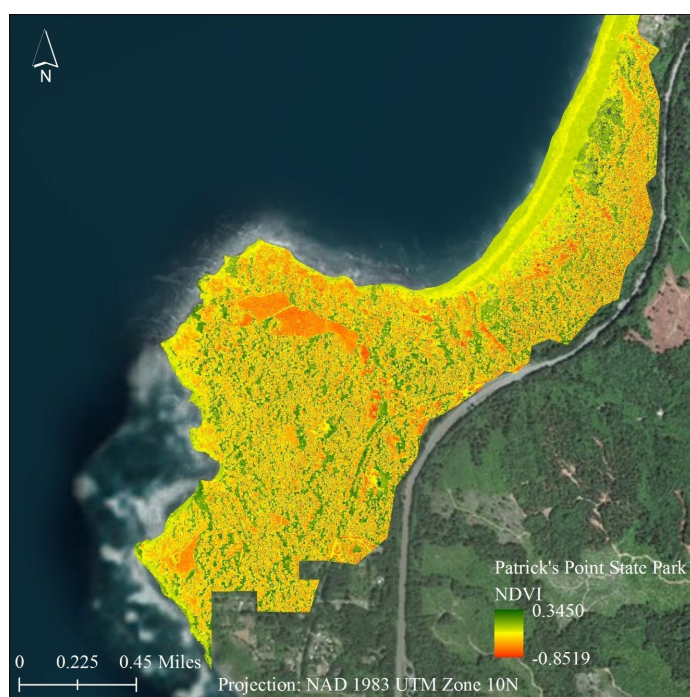 N
Patrick's Point State Park
NDVI
0.3450
-0.8519
0 0.225 0.45 Miles
Projection: NAD 1983 UTM Zone 10N